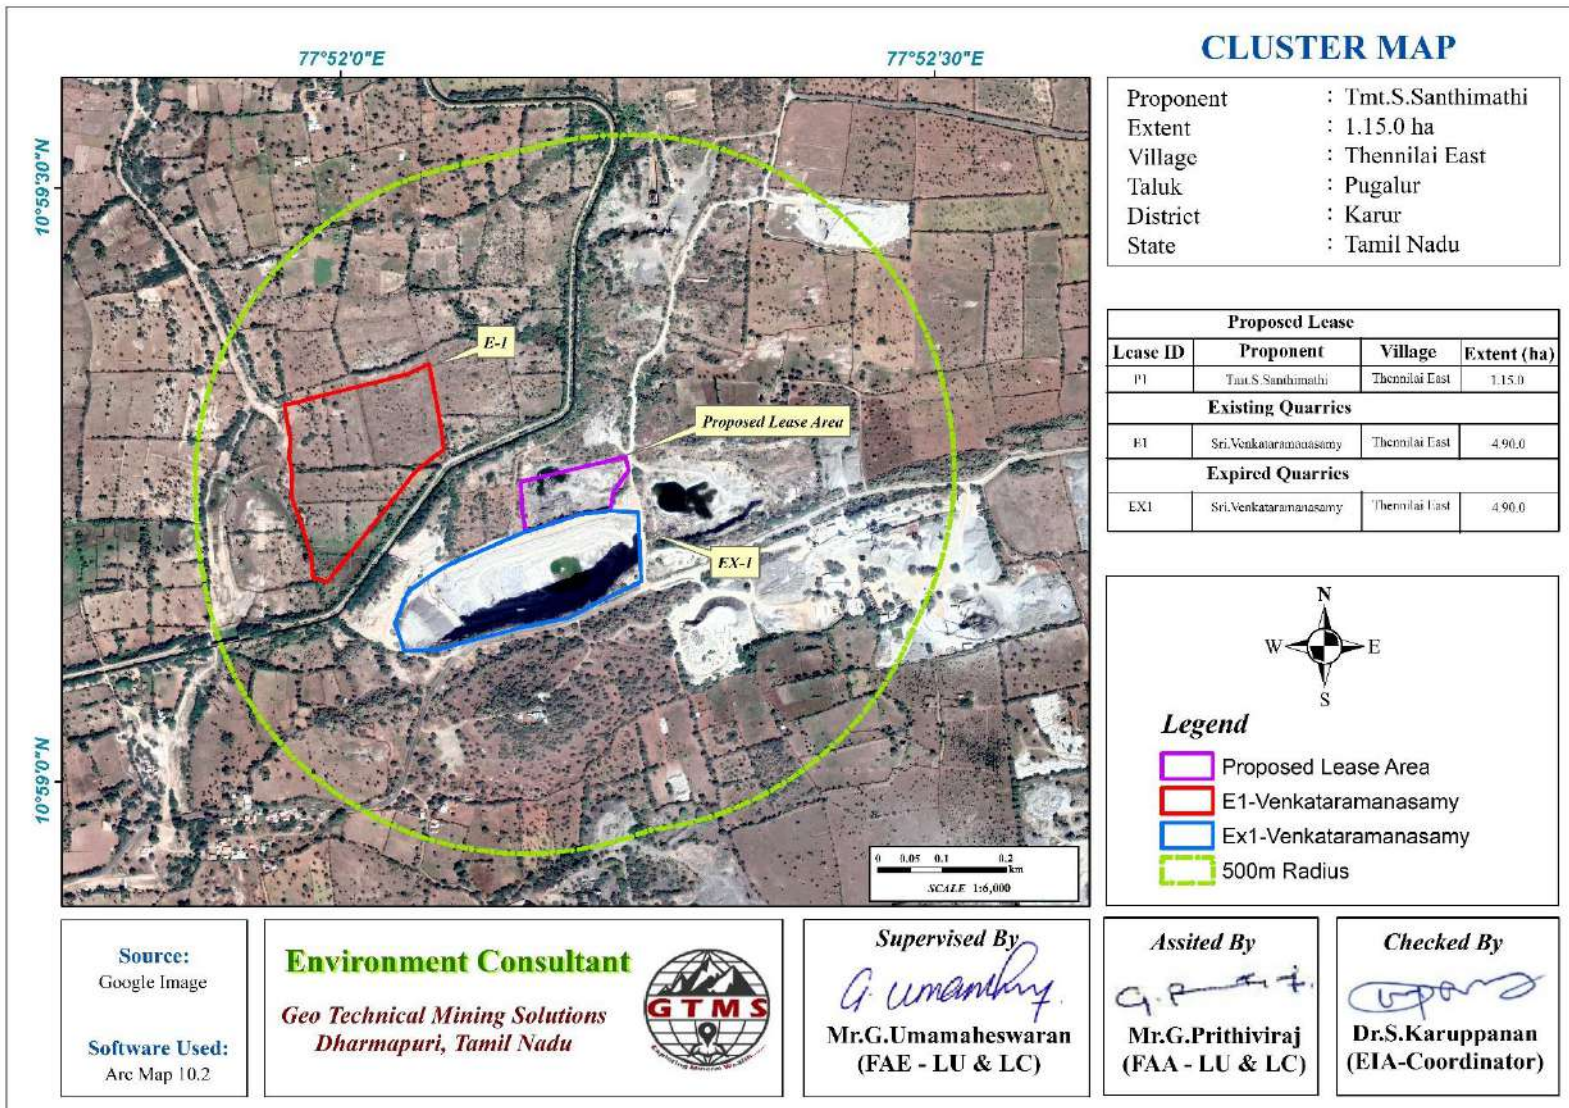 CLUSTER MAP
77°52'0"E
77°52'30"E
10°59'30"N
10°59'0"N
E-1
Proposed Lease Area
EX-1
0 0.05 0.1 0.2
km
SCALE 1:6,000
Proponent : Tmt.S.Santhimathi
Extent : 1.15.0 ha
Village : Thennilai East
Taluk : Pugalur
District : Karur
State : Tamil Nadu
Proposed Lease
Lease ID Proponent Village Extent (ha)
P1 Tmt.S.Santhimathi Thennilai East 1.15.0
Existing Quarries
E1 Sri.Venkataramanasamy Thennilai East 4.90.0
Expired Quarries
EX1 Sri.Venkataramanasamy Thennilai East 4.90.0
N
W E
S
Legend
Proposed Lease Area
E1-Venkataramanasamy
Ex1-Venkataramanasamy
500m Radius
Source:
Google Image
Software Used:
Arc Map 10.2
Environment Consultant
Geo Technical Mining Solutions
Dharmapuri, Tamil Nadu
GTMS
Supervised By
Mr.G.Umamaheswaran
(FAE - LU & LC)
Assited By
Mr.G.Prithiviraj
(FAA - LU & LC)
Checked By
Dr.S.Karuppanan
(EIA-Coordinator)